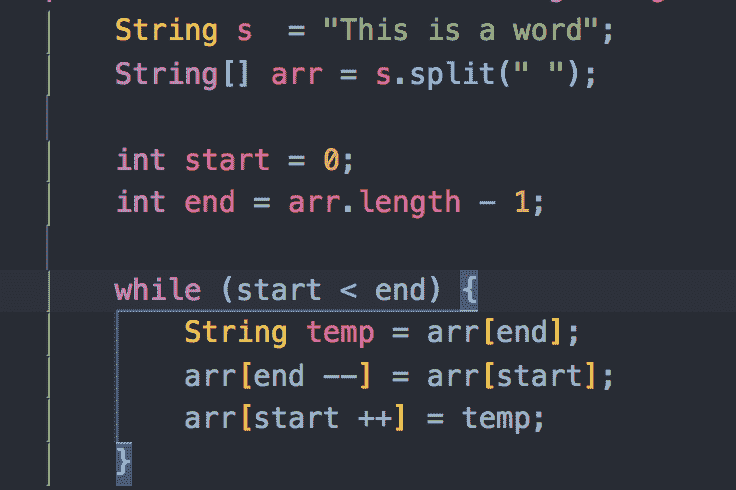 String s  = "This is a word";
String[] arr = s.split(" ");
int start = 0;
int end = arr.length - 1;
while (start < end) {
String temp = arr[end];
arr[end --] = arr[start];
arr[start ++] = temp;
}